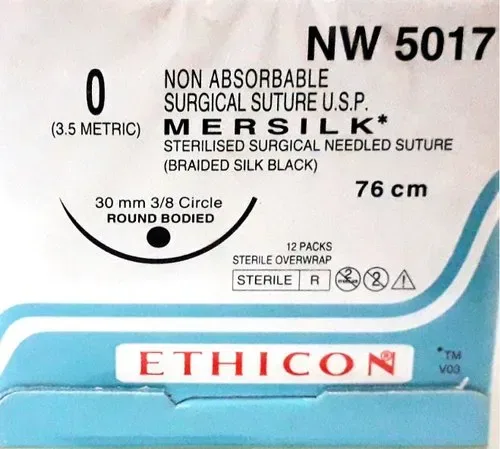 NW 5017
0
(3.5 METRIC)
NON ABSORBABLE
SURGICAL SUTURE U.S.P.
MERSILK*
STERILISED SURGICAL NEEDLED SUTURE
(BRAIDED SILK BLACK)
76 cm
30 mm 3/8 Circle
ROUND BODIED
12 PACKS
STERILE OVERWRAP
STERILE R
ETHICON®
*TM
V03